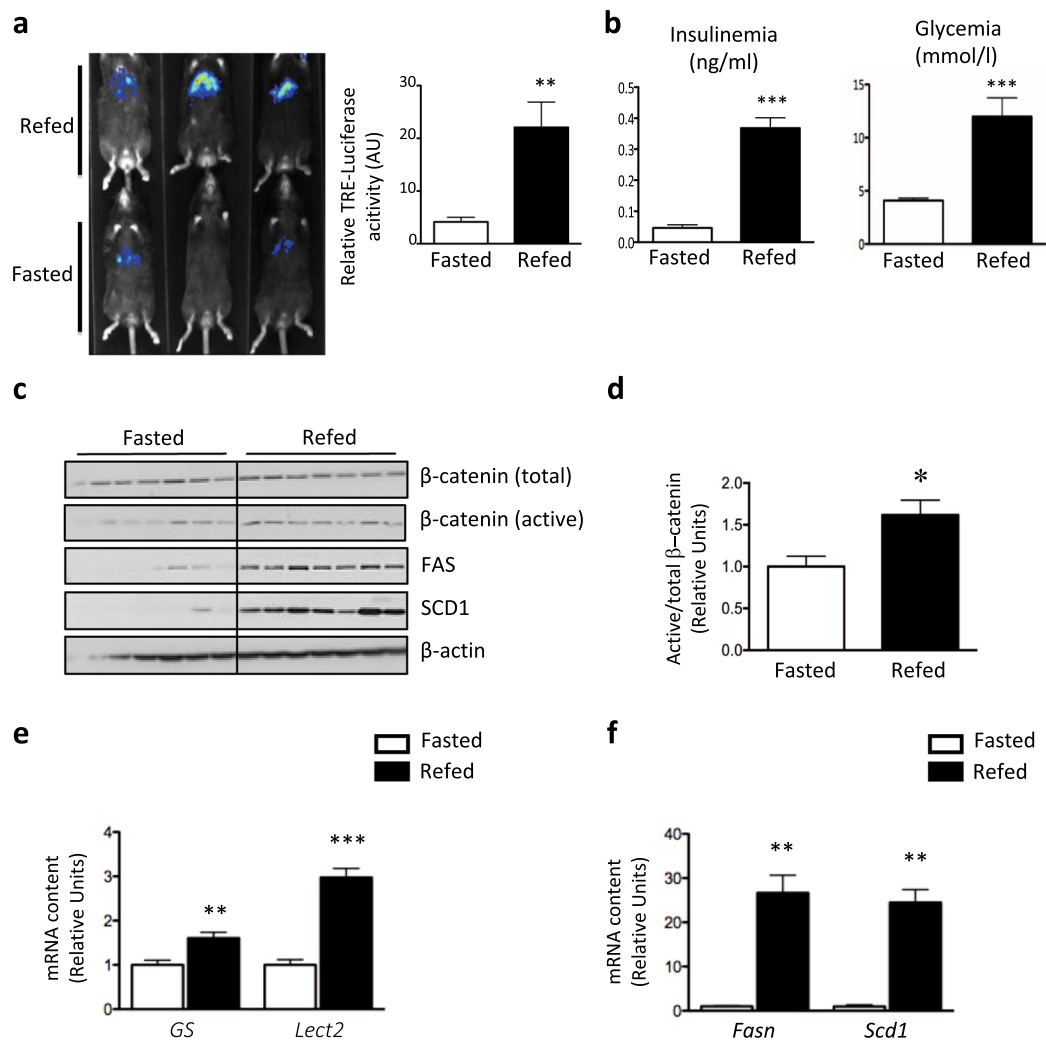 a
Refed
Fasted
Relative TRE-Luciferase
acitivity (AU)
30
20
10
0
**
Fasted Refed
b
Insulinemia
(ng/ml)
0.5
0.4
0.3
0.2
0.1
0.0
***
Fasted Refed
Glycemia
(mmol/l)
15
10
5
0
***
Fasted Refed
c
Fasted Refed
β-catenin (total)
β-catenin (active)
FAS
SCD1
β-actin
d
Active/total β–catenin
(Relative Units)
2.0
1.5
1.0
0.5
0.0
*
Fasted Refed
e
Fasted
Refed
mRNA content
(Relative Units)
4
3
2
1
0
**
***
GS Lect2
f
Fasted
Refed
mRNA content
(Relative Units)
40
30
20
10
0
**
**
Fasn Scd1